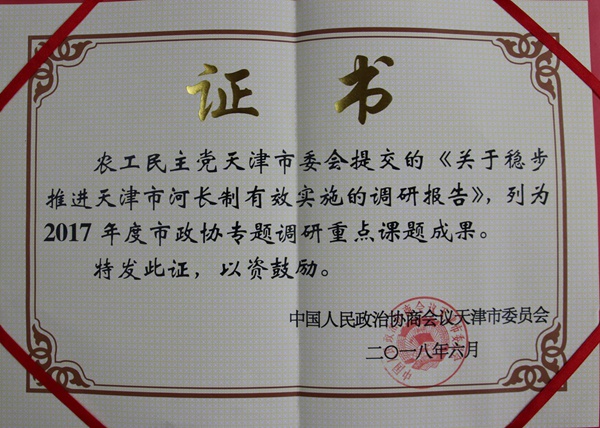 证书
农工民主党天津市委会提交的《关于稳步
推进天津市河长制有效实施的调研报告》，列为
2017年度市政协专题调研重点课题成果。
特发此证，以资鼓励。
中国人民政治协商会议天津市委员会
二〇一八年六月